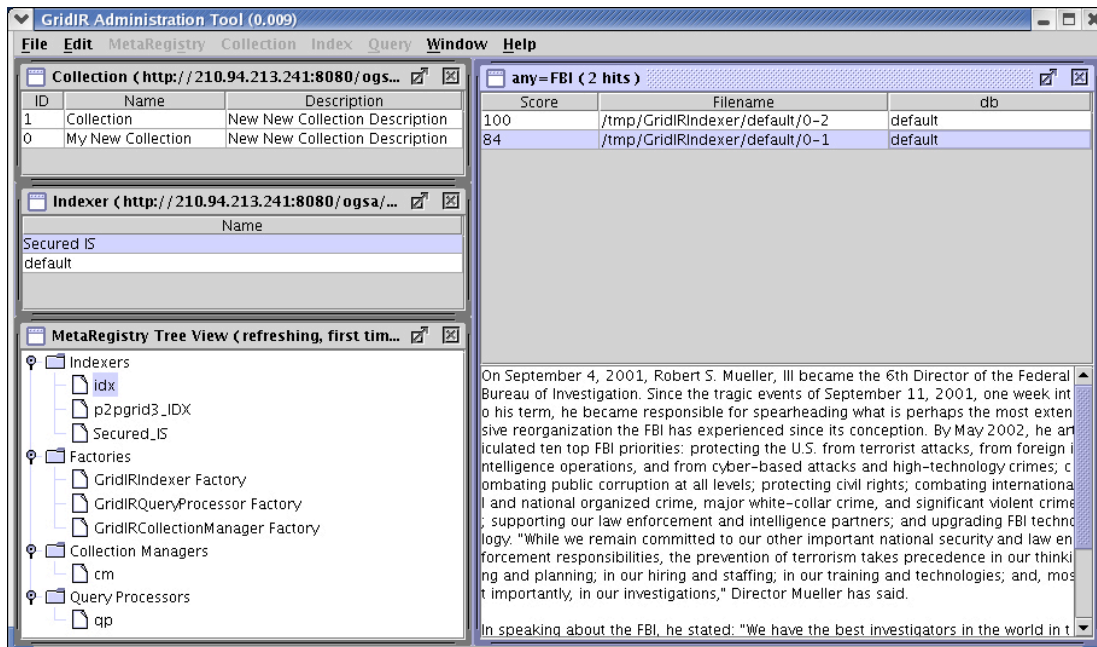 GridIR Administration Tool (0.009)
File Edit MetaRegistry Collection Index Query Window Help
Collection (http://210.94.213.241:8080/ogs...
ID Name Description
1 Collection New New Collection Description
0 My New Collection New New Collection Description
Indexer (http://210.94.213.241:8080/ogsa/...
Name
Secured IS
default
MetaRegistry Tree View (refreshing, first tim...
Indexers
idx
p2pgrid3_IDX
Secured_IS
Factories
GridIRIndexer Factory
GridIRQueryProcessor Factory
GridIRCollectionManager Factory
Collection Managers
cm
Query Processors
qp
any=FBI (2 hits)
Score Filename db
100 /tmp/GridIRIndexer/default/0-2 default
84 /tmp/GridIRIndexer/default/0-1 default
On September 4, 2001, Robert S. Mueller, III became the 6th Director of the Federal
Bureau of Investigation. Since the tragic events of September 11, 2001, one week int
o his term, he became responsible for spearheading what is perhaps the most exten
sive reorganization the FBI has experienced since its conception. By May 2002, he art
iculated ten top FBI priorities: protecting the U.S. from terrorist attacks, from foreign i
ntelligence operations, and from cyber-based attacks and high-technology crimes; c
ombating public corruption at all levels; protecting civil rights; combating internationa
l and national organized crime, major white-collar crime, and significant violent crime
; supporting our law enforcement and intelligence partners; and upgrading FBI techno
logy. "While we remain committed to our other important national security and law en
forcement responsibilities, the prevention of terrorism takes precedence in our thinki
ng and planning; in our hiring and staffing; in our training and technologies; and, mos
t importantly, in our investigations," Director Mueller has said.
In speaking about the FBI, he stated: "We have the best investigators in the world in t